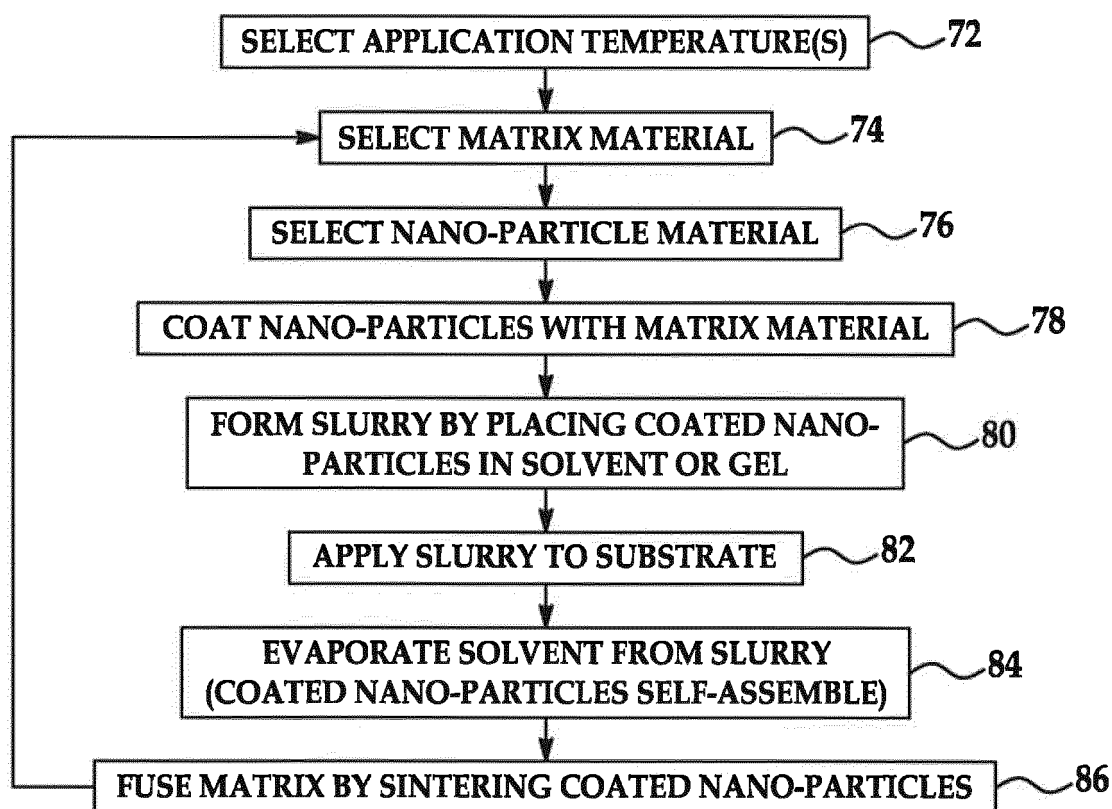 SELECT APPLICATION TEMPERATURE(S) 72
SELECT MATRIX MATERIAL 74
SELECT NANO-PARTICLE MATERIAL 76
COAT NANO-PARTICLES WITH MATRIX MATERIAL 78
FORM SLURRY BY PLACING COATED NANO-
PARTICLES IN SOLVENT OR GEL 80
APPLY SLURRY TO SUBSTRATE 82
EVAPORATE SOLVENT FROM SLURRY
(COATED NANO-PARTICLES SELF-ASSEMBLE) 84
FUSE MATRIX BY SINTERING COATED NANO-PARTICLES 86